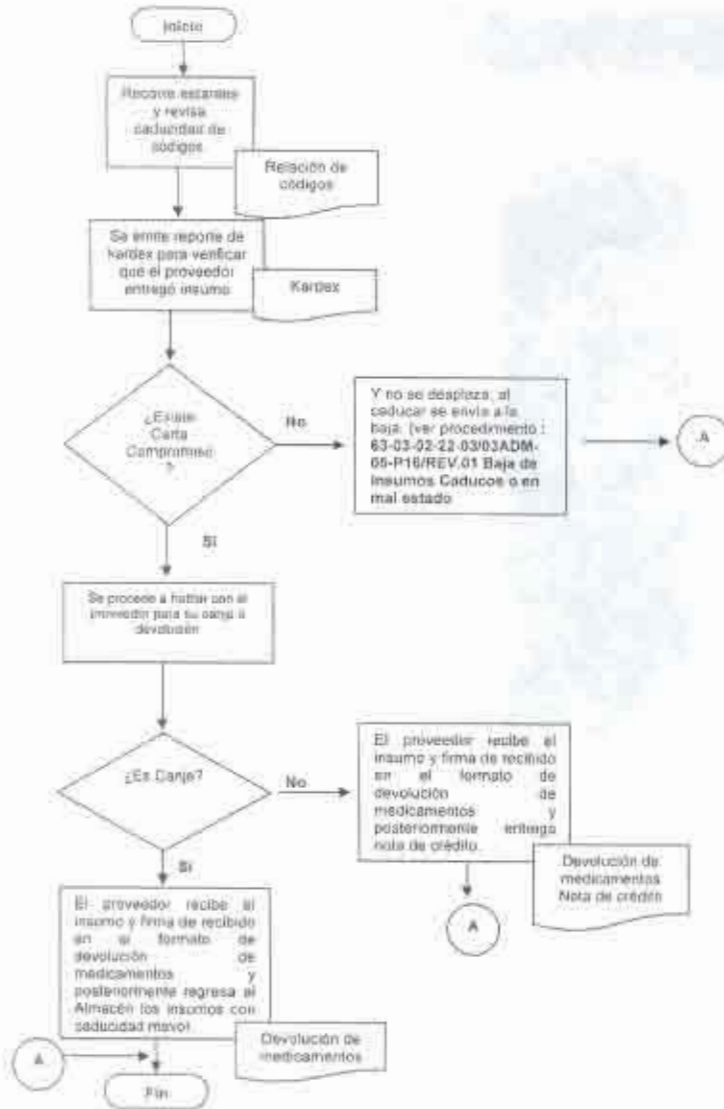 Inicio
Recorre estantes
y revisa
caducidad de
códigos
Relación de
códigos
Se emite reporte de
Kardex para verificar
que el proveedor
entregó insumo
Kardex
¿Existe
Carta
Compromiso
?
No
Y no se desplaza, al
caducar se envía a la
baja. (ver procedimiento :
63-03-02-22-03/03ADM-
05-P16/REV.01 Baja de
Insumos Caducos o en
mal estado
A
Si
Se procede a hablar con el
proveedor para su canje o
devolución
¿Es Canje?
No
El proveedor recibe el
insumo y firma de recibido
en el formato de
devolución de
medicamentos y
posteriormente entrega
nota de crédito.
Devolución de
medicamentos
Nota de crédito
A
Si
El proveedor recibe el
insumo y firma de recibido
en el formato de
devolución de
medicamentos y
posteriormente regresa al
Almacén los insumos con
caducidad mayor
Devolución de
medicamentos
A
Fin